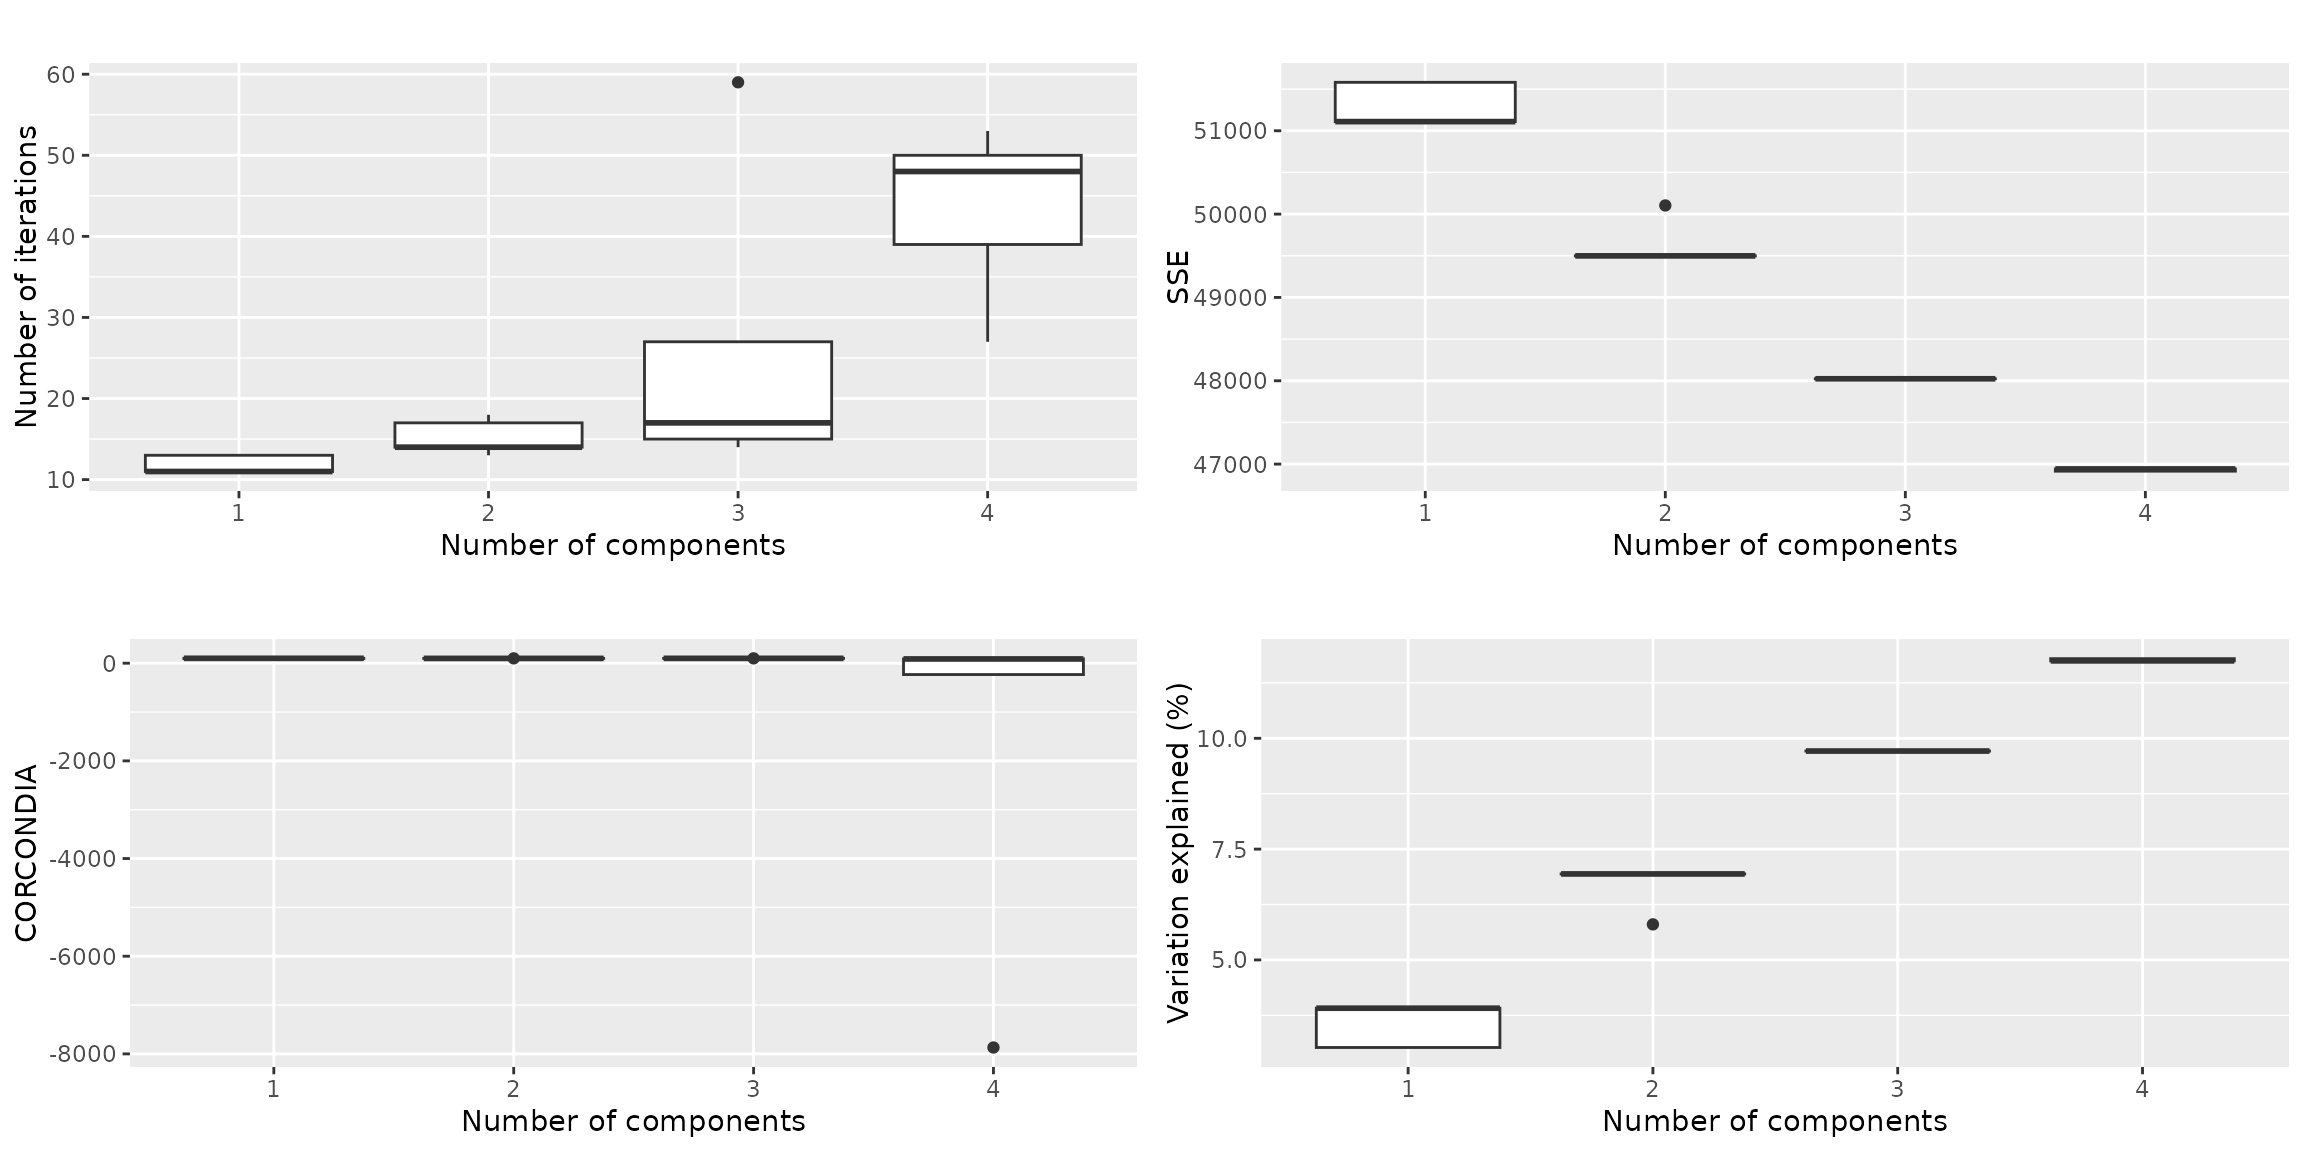 Number of iterations
60
50
40
30
20
10
1 2 3 4
Number of components
SSE
51000
50000
49000
48000
47000
1 2 3 4
Number of components
CORCONDIA
0
-2000
-4000
-6000
-8000
1 2 3 4
Number of components
Variation explained (%)
10.0
7.5
5.0
1 2 3 4
Number of components